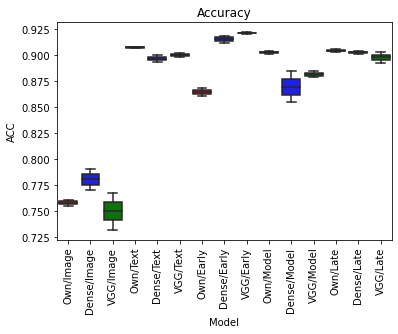 Accuracy
0.925
0.900
0.875
0.850
0.825
0.800
0.775
0.750
0.725
ACC
Own/Image
Dense/Image
VGG/Image
Own/Text
Dense/Text
VGG/Text
Own/Early
Dense/Early
VGG/Early
Own/Model
Dense/Model
VGG/Model
Own/Late
Dense/Late
VGG/Late
Model